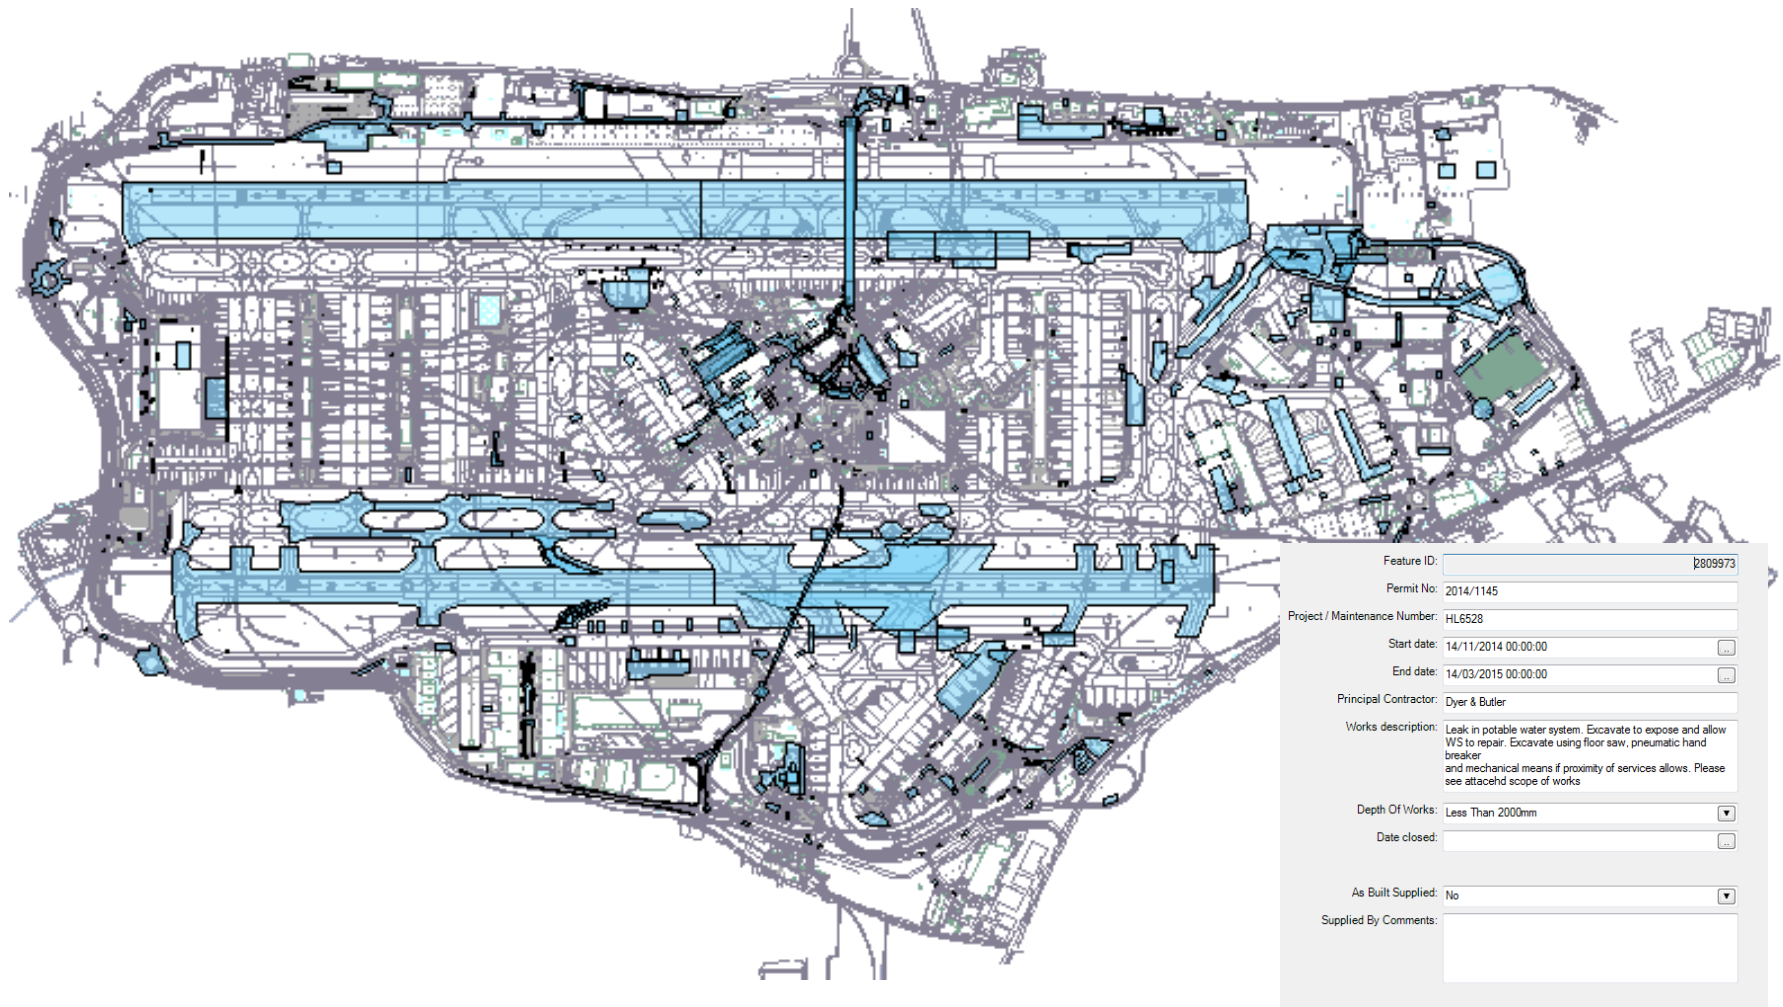 Feature ID: 2809973
Permit No: 2014/1145
Project / Maintenance Number: HL6528
Start date: 14/11/2014 00:00:00 ..
End date: 14/03/2015 00:00:00 ..
Principal Contractor: Dyer & Butler
Works description: Leak in potable water system. Excavate to expose and allow
WS to repair. Excavate using floor saw, pneumatic hand
breaker
and mechanical means if proximity of services allows. Please
see attacehd scope of works
Depth Of Works: Less Than 2000mm
Date closed: ..
As Built Supplied: No
Supplied By Comments: